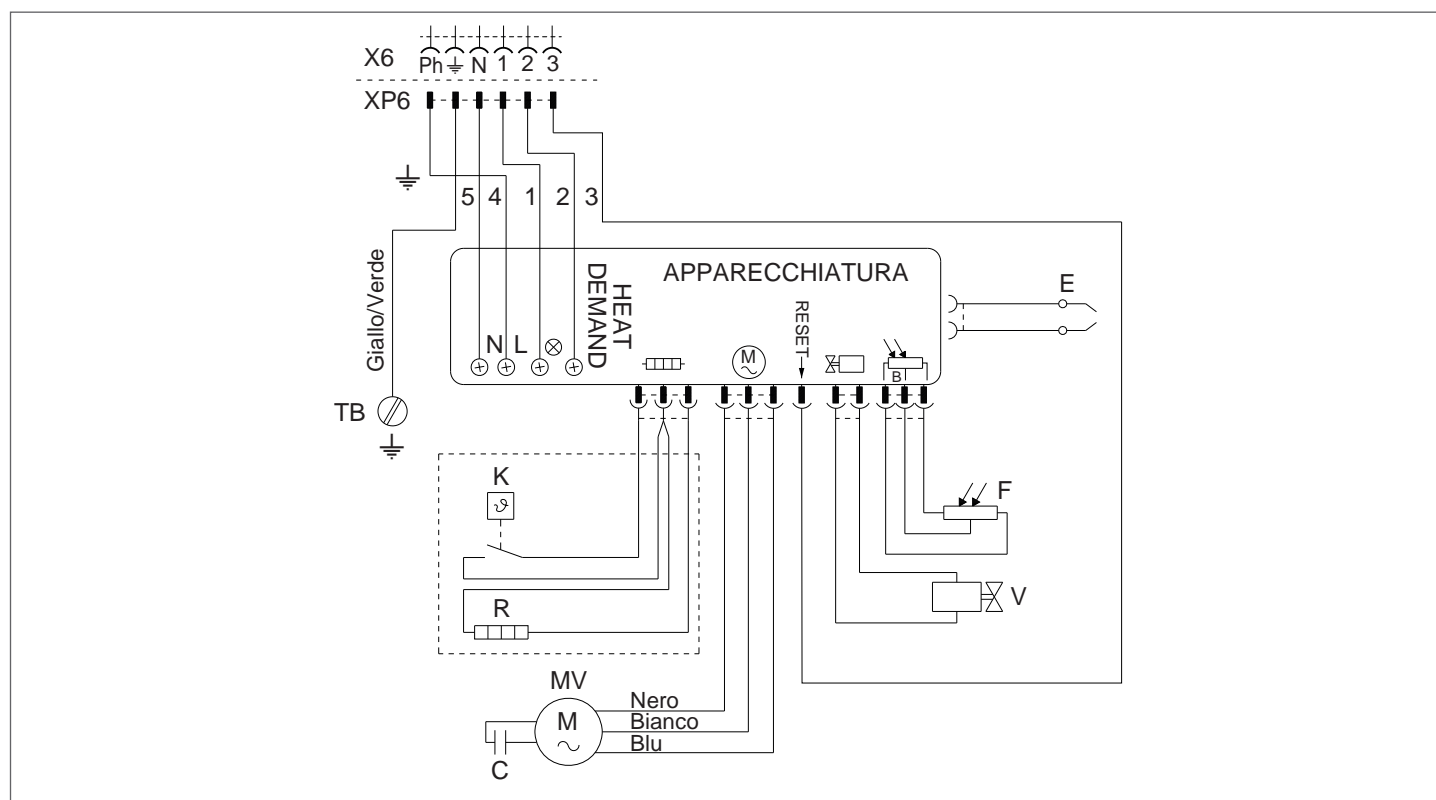 X6 Ph N 1 2 3
XP6
5 4 1 2 3
Giallo/Verde
HEAT DEMAND
APPARECCHIATURA
E
N L
M
RESET
B
TB
K
F
R
V
MV
M
Nero
Bianco
Blu
C